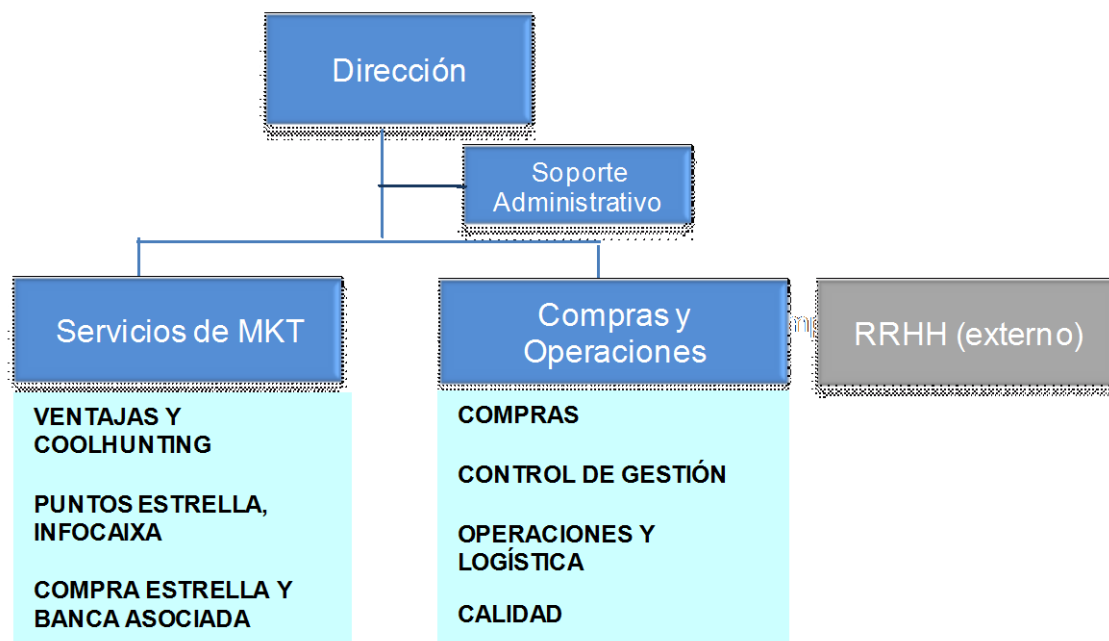 Dirección
Soporte
Administrativo
Servicios de MKT
Compras y
Operaciones
RRHH (externo)
VENTAJAS Y
COOLHUNTING
PUNTOS ESTRELLA,
INFOCAIXA
COMPRA ESTRELLA Y
BANCA ASOCIADA
COMPRAS
CONTROL DE GESTIÓN
OPERACIONES Y
LOGÍSTICA
CALIDAD